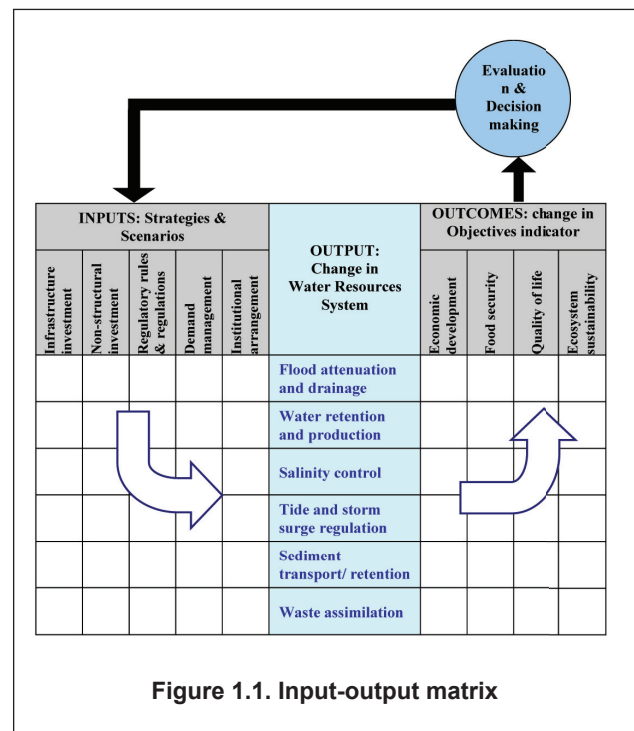 Evaluatio
n &
Decision
making
INPUTS: Strategies &
Scenarios
OUTPUT:
Change in
Water Resources
System
OUTCOMES: change in
Objectives indicator
Infrastructure
investment
Non-structural
investment
Regulatory rules
& regulations
Demand
management
Institutional
arrangement
Economic
development
Food security
Quality of life
Ecosystem
sustainability
Flood attenuation
and drainage
Water retention
and production
Salinity control
Tide and storm
surge regulation
Sediment
transport/ retention
Waste assimilation
Figure 1.1. Input-output matrix